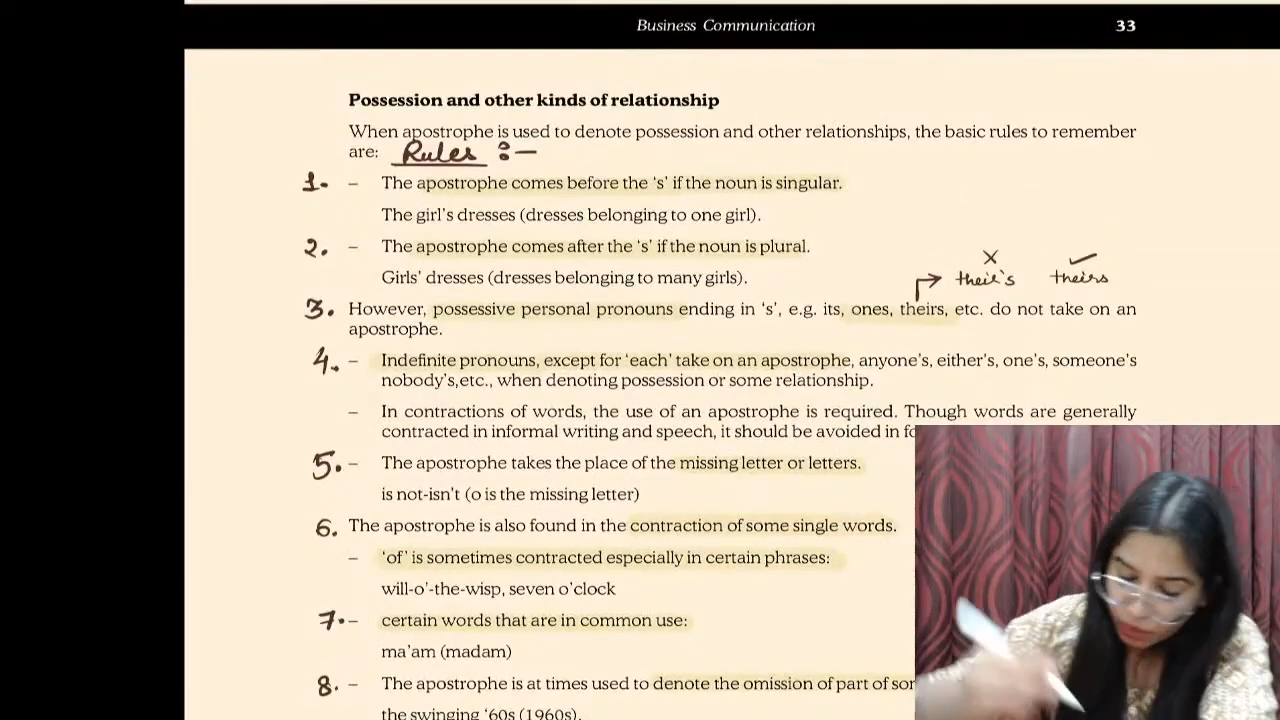 Business Communication 33
Possession and other kinds of relationship
When apostrophe is used to denote possession and other relationships, the basic rules to remember
are: Rules :-
1. – The apostrophe comes before the 's' if the noun is singular.
The girl's dresses (dresses belonging to one girl).
2. – The apostrophe comes after the 's' if the noun is plural.
× ✓
Girls' dresses (dresses belonging to many girls). → their's theirs
3. However, possessive personal pronouns ending in 's', e.g. its, ones, theirs, etc. do not take on an
apostrophe.
4. – Indefinite pronouns, except for 'each' take on an apostrophe, anyone's, either's, one's, someone's
nobody's,etc., when denoting possession or some relationship.
– In contractions of words, the use of an apostrophe is required. Though words are generally
contracted in informal writing and speech, it should be avoided in
5. – The apostrophe takes the place of the missing letter or letters.
is not-isn't (o is the missing letter)
6. The apostrophe is also found in the contraction of some single words.
– 'of' is sometimes contracted especially in certain phrases:
will-o'-the-wisp, seven o'clock
7. – certain words that are in common use:
ma'am (madam)
8. – The apostrophe is at times used to denote the omission of part of
the swinging '60s (1960s).